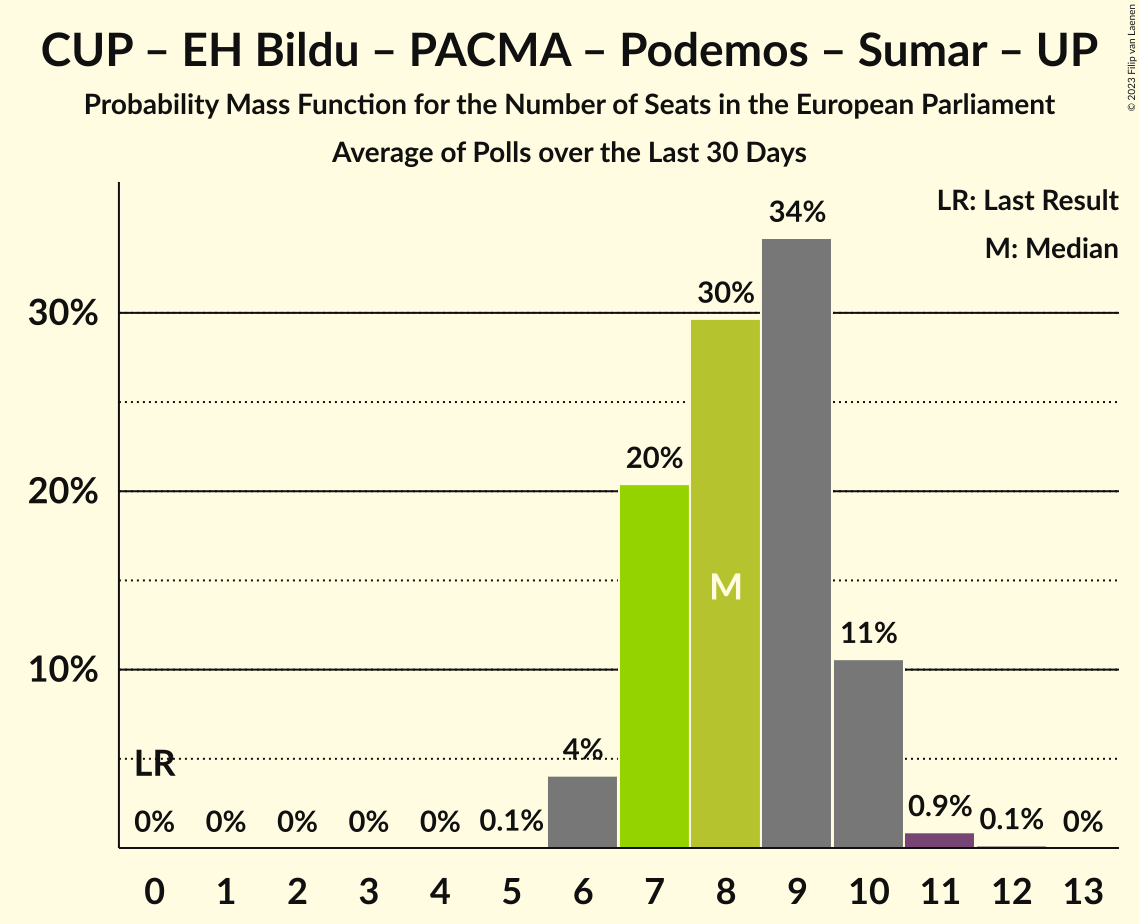 CUP – EH Bildu – PACMA – Podemos – Sumar – UP
Probability Mass Function for the Number of Seats in the European Parliament
Average of Polls over the Last 30 Days
© 2023 Filip van Laenen
LR: Last Result
M: Median
34%
30%
30%
20%
20%
M
11%
10%
LR
4%
0% 0% 0% 0% 0% 0.1% 0.9% 0.1% 0%
0 1 2 3 4 5 6 7 8 9 10 11 12 13